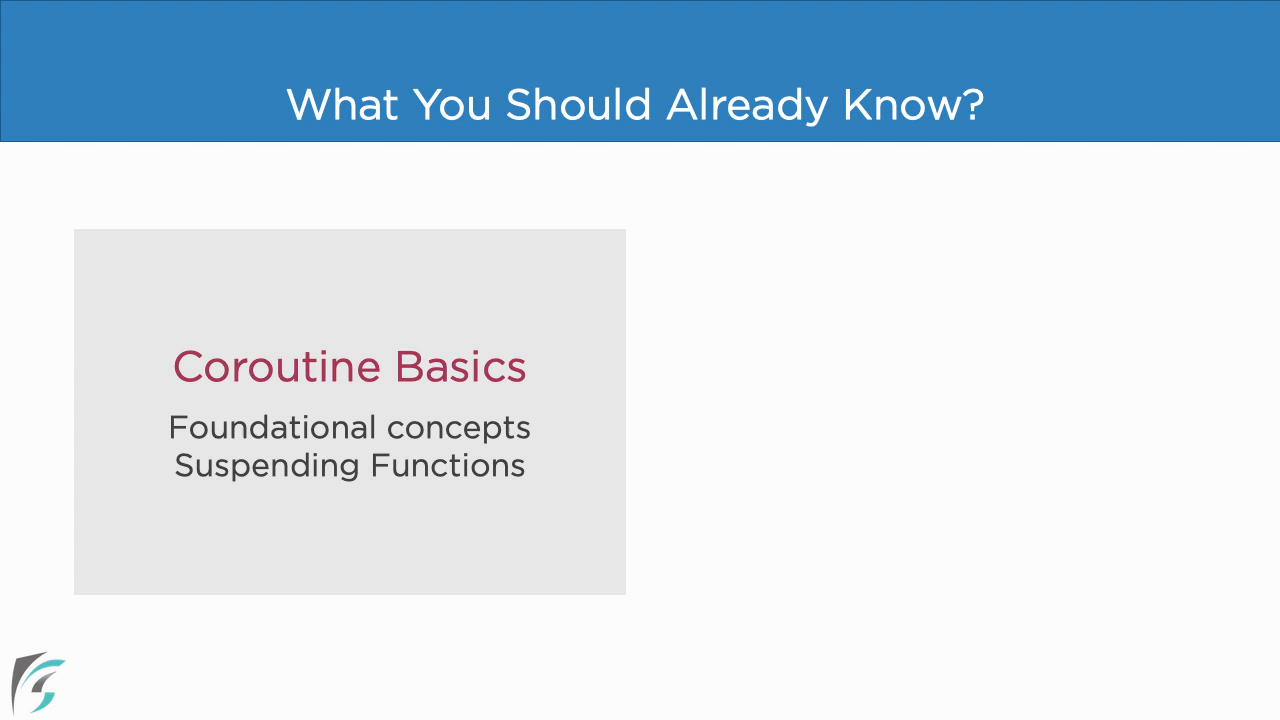 What You Should Already Know?
Coroutine Basics
Foundational concepts
Suspending Functions